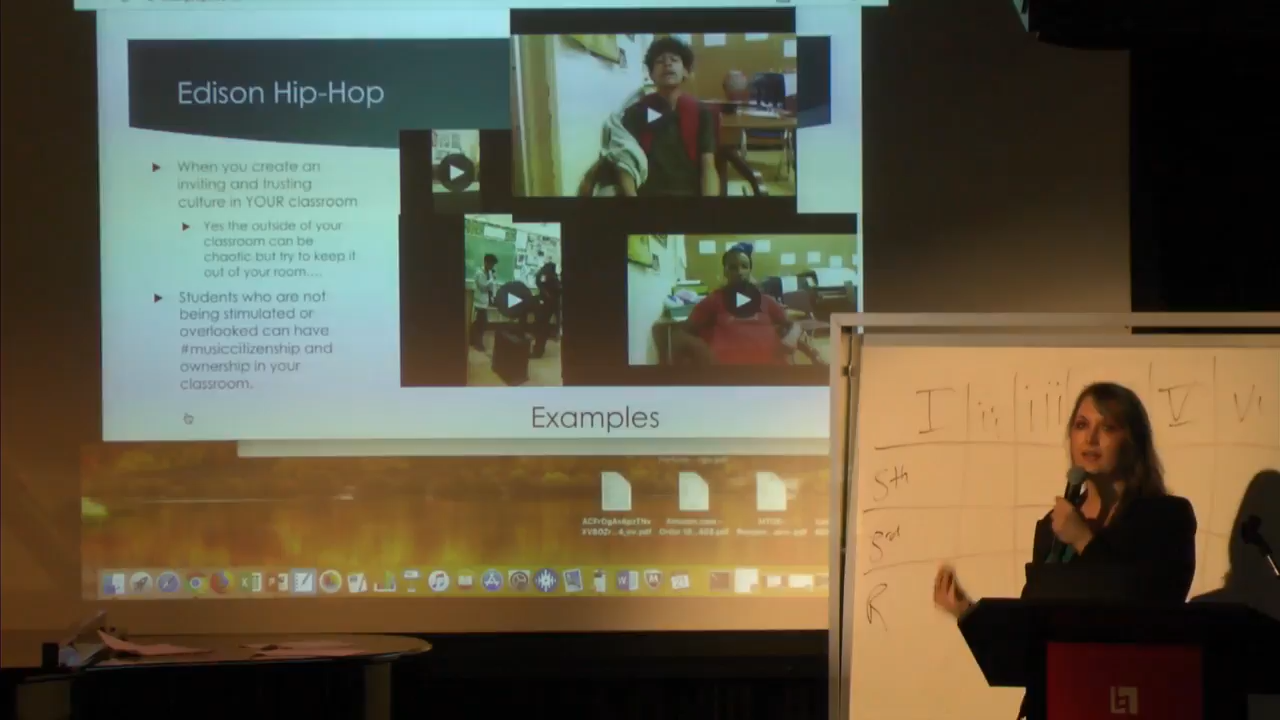 Edison Hip-Hop
When you create an
inviting and trusting
culture in YOUR classroom
Yes the outside of your
classroom can be
chaotic but try to keep it
out of your room....
Students who are not
being stimulated or
overlooked can have
#musiccitizenship and
ownership in your
classroom.
Examples
I ii iii V
5th
3rd
R